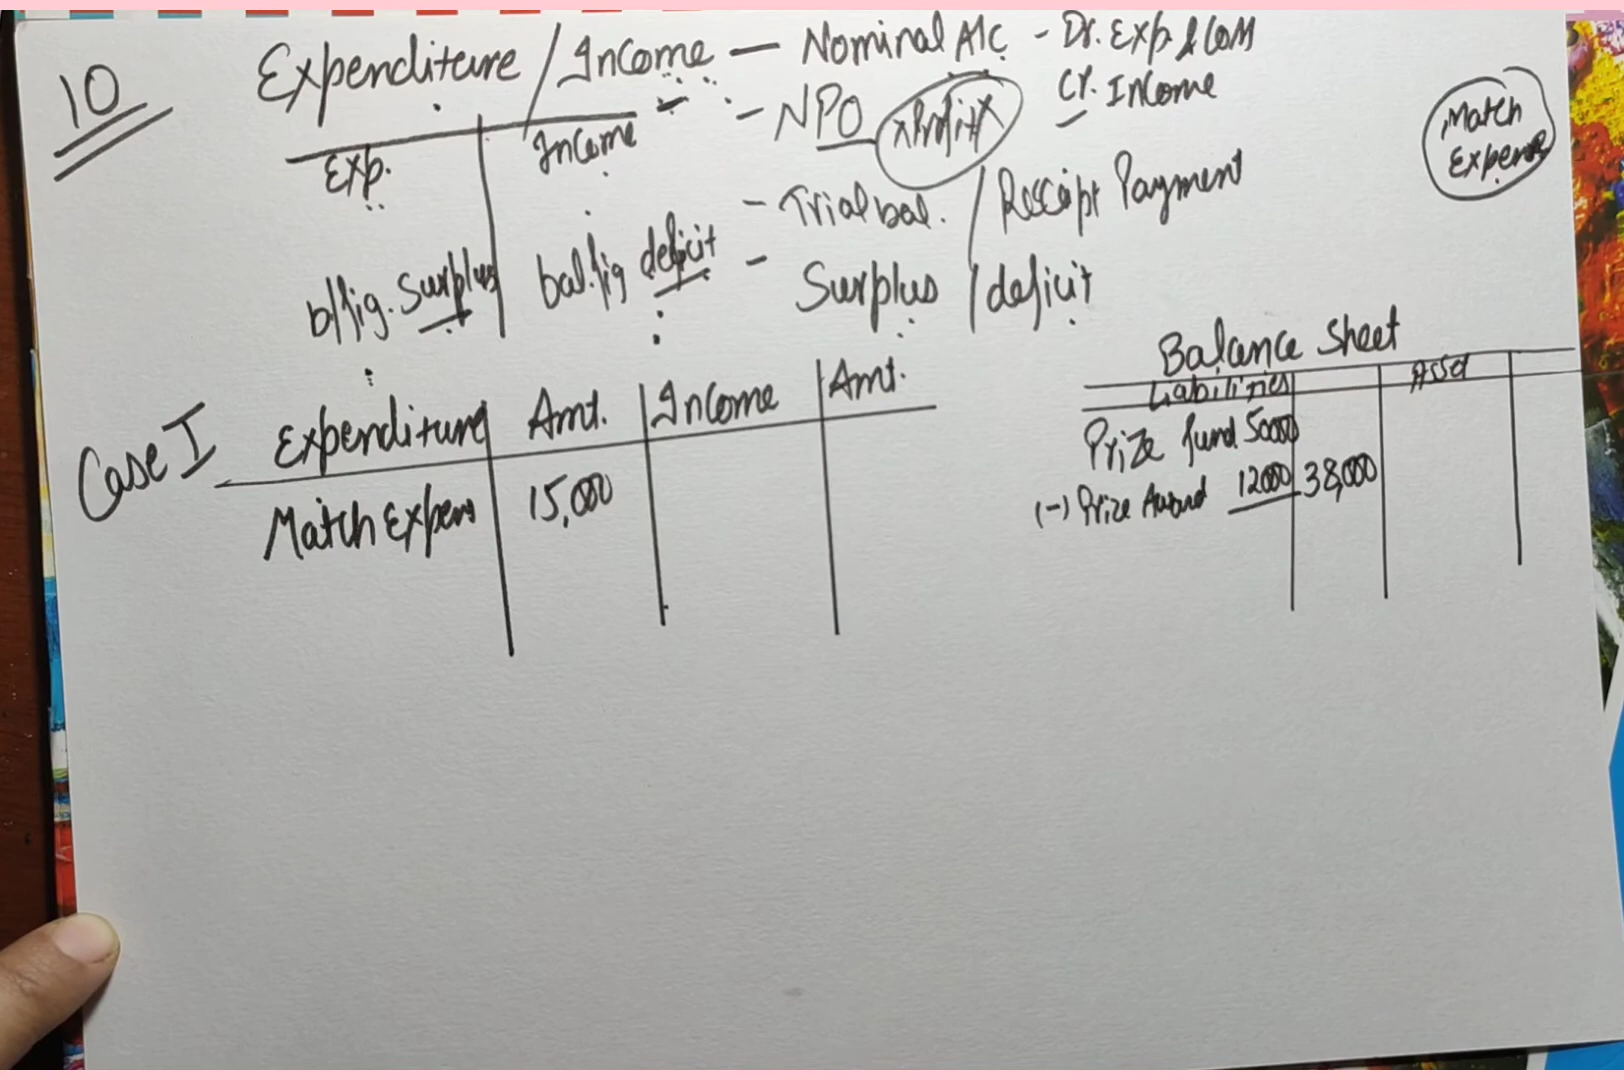 10
Expenditure / Income — Nominal A/c - Dr. Exp. & Loss
Cr. Income
- NPO xProfitx
Match
Expense
Exp. Income
- Trial bal. / Receipt Payment
b/fig. Surplus bal.fig deficit - Surplus / deficit
Case I
Expenditure Amt. Income Amt.
Match Expens 15,000
Balance Sheet
Liabilities Asset
Prize fund 50000
(-) Prize Award 12000 38,000